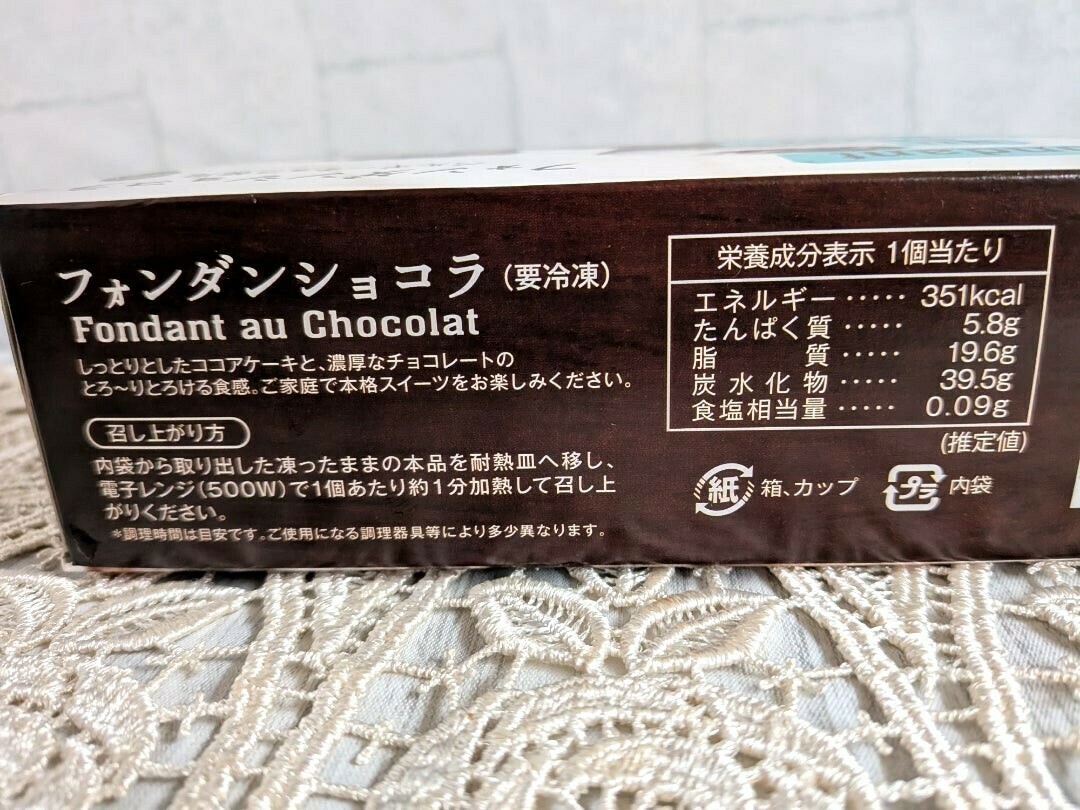 フォンダンショコラ（要冷凍）
Fondant au Chocolat
しっとりとしたココアケーキと、濃厚なチョコレートの
とろ〜りとろける食感。ご家庭で本格スイーツをお楽しみください。
召し上がり方
内袋から取り出した凍ったままの本品を耐熱皿へ移し、
電子レンジ（500W）で1個あたり約1分加熱して召し上
がりください。
*調理時間は目安です。ご使用になる調理器具等により多少異なります。
栄養成分表示 1個当たり
エネルギー ・・・・・ 351kcal
たんぱく質 ・・・・・ 5.8g
脂質 ・・・・・ 19.6g
炭水化物 ・・・・・ 39.5g
食塩相当量 ・・・・・ 0.09g
(推定値)
紙 箱、カップ
プラ 内袋